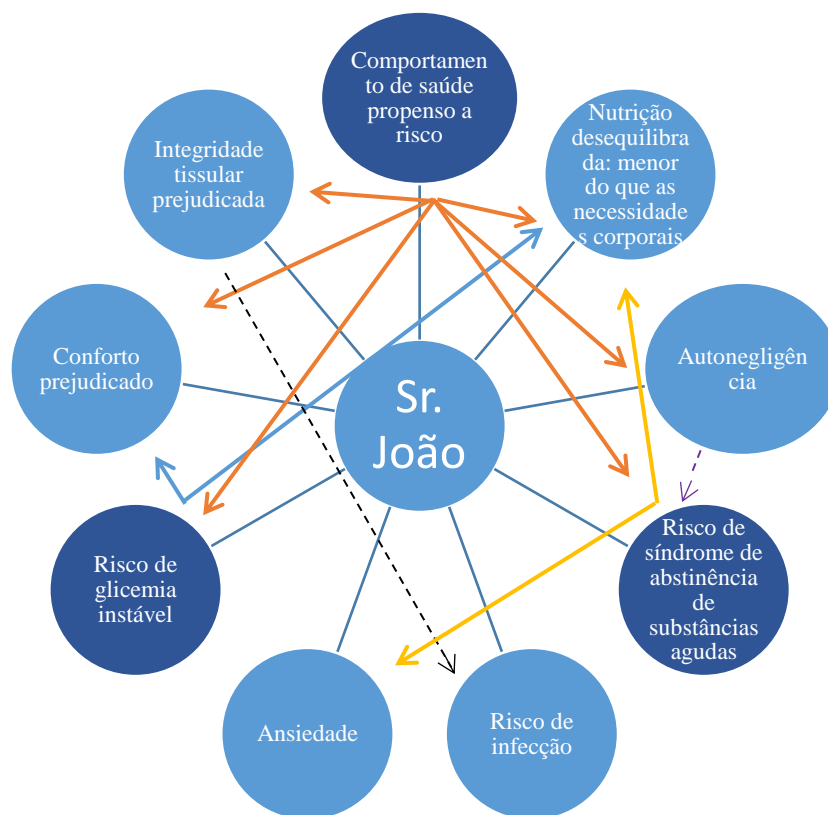 Comportamen
to de saúde
propenso a
risco
Nutrição
desequilibra
da: menor
do que as
necessidade
s corporais
Autonegligên
cia
Risco de
síndrome de
abstinência
de
substâncias
agudas
Risco de
infecção
Ansiedade
Risco de
glicemia
instável
Conforto
prejudicado
Integridade
tissular
prejudicada
Sr.
João